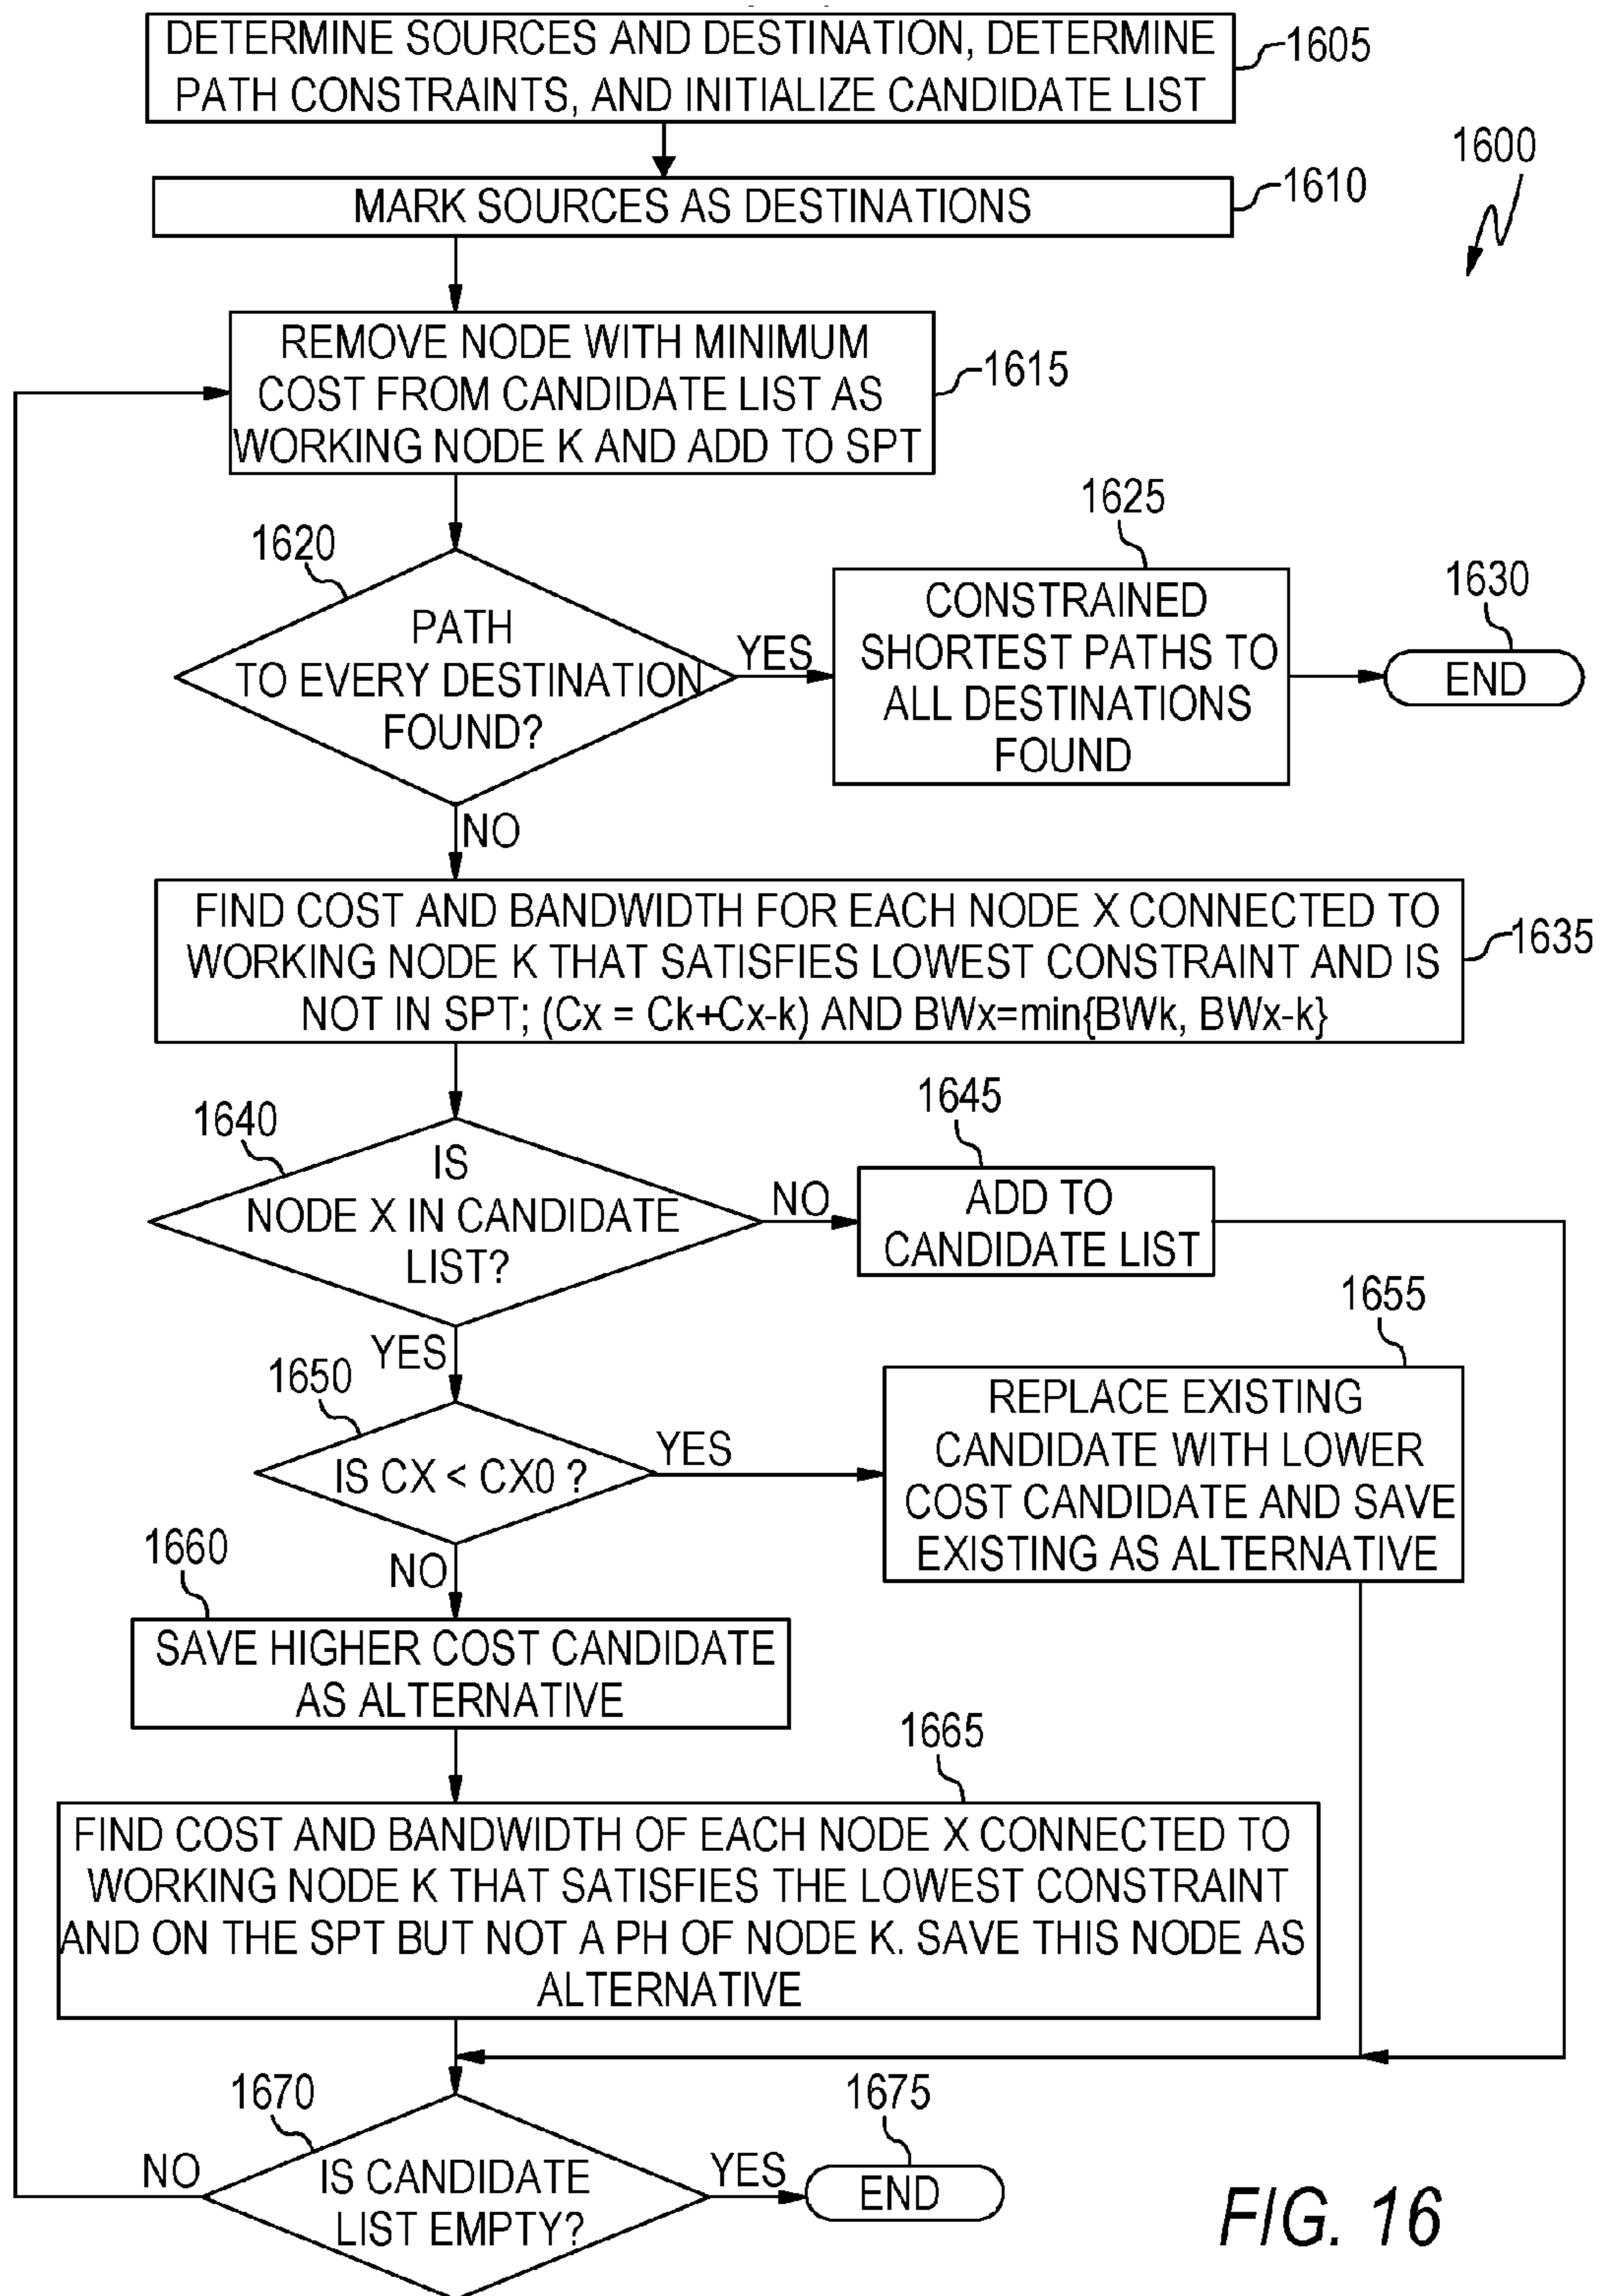 DETERMINE SOURCES AND DESTINATION, DETERMINE
PATH CONSTRAINTS, AND INITIALIZE CANDIDATE LIST
1605
1600
MARK SOURCES AS DESTINATIONS
1610
REMOVE NODE WITH MINIMUM
COST FROM CANDIDATE LIST AS
WORKING NODE K AND ADD TO SPT
1615
1620
PATH
TO EVERY DESTINATION
FOUND?
YES
1625
CONSTRAINED
SHORTEST PATHS TO
ALL DESTINATIONS
FOUND
1630
END
NO
FIND COST AND BANDWIDTH FOR EACH NODE X CONNECTED TO
WORKING NODE K THAT SATISFIES LOWEST CONSTRAINT AND IS
NOT IN SPT; (Cx = Ck+Cx-k) AND BWx=min{BWk, BWx-k}
1635
1640
IS
NODE X IN CANDIDATE
LIST?
NO
1645
ADD TO
CANDIDATE LIST
YES
1650
IS CX < CX0 ?
YES
1655
REPLACE EXISTING
CANDIDATE WITH LOWER
COST CANDIDATE AND SAVE
EXISTING AS ALTERNATIVE
NO
1660
SAVE HIGHER COST CANDIDATE
AS ALTERNATIVE
1665
FIND COST AND BANDWIDTH OF EACH NODE X CONNECTED TO
WORKING NODE K THAT SATISFIES THE LOWEST CONSTRAINT
AND ON THE SPT BUT NOT A PH OF NODE K. SAVE THIS NODE AS
ALTERNATIVE
1670
IS CANDIDATE
LIST EMPTY?
NO
YES
1675
END
FIG. 16